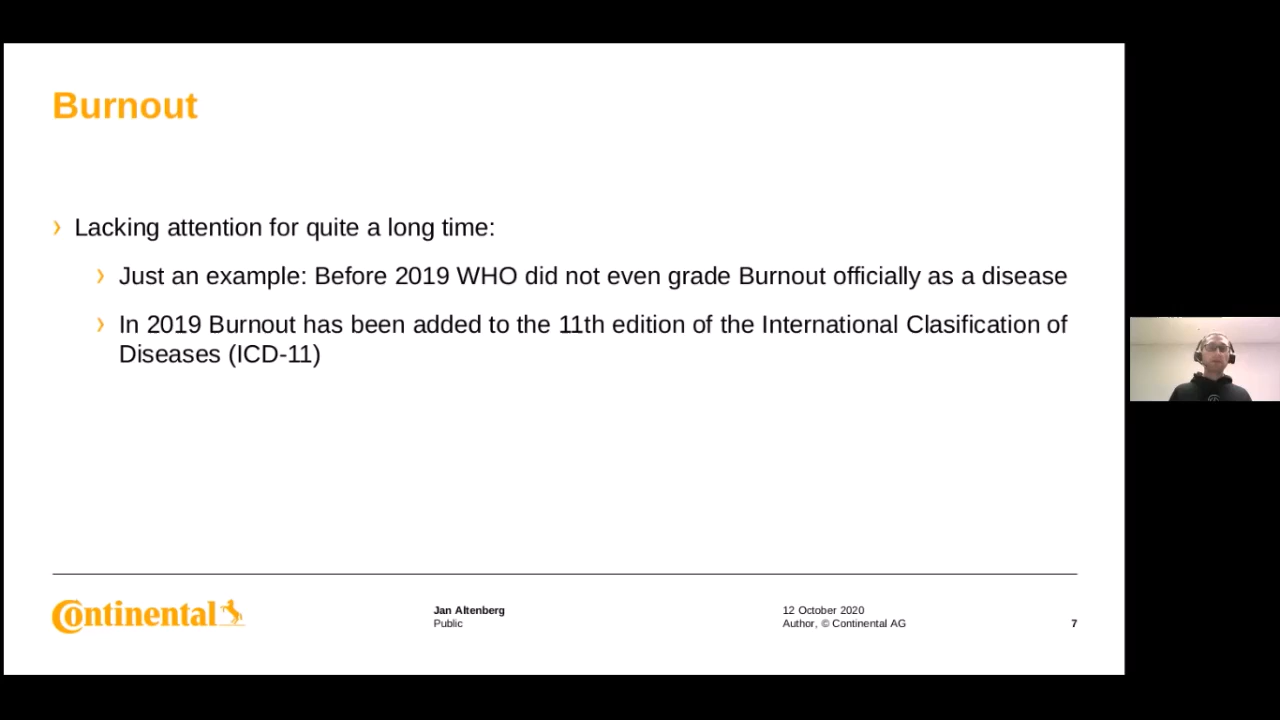 Burnout
Lacking attention for quite a long time:
Just an example: Before 2019 WHO did not even grade Burnout officially as a disease
In 2019 Burnout has been added to the 11th edition of the International Clasification of
Diseases (ICD-11)
Continental
Jan Altenberg
Public
12 October 2020
Author, © Continental AG
7